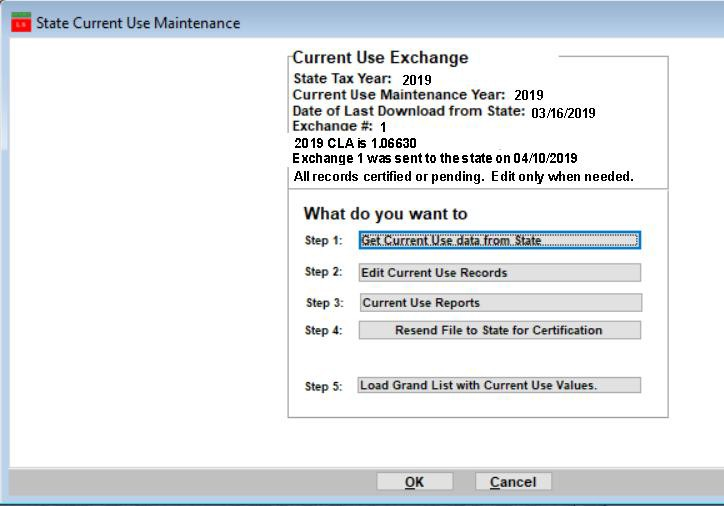 LS State Current Use Maintenance
Current Use Exchange
State Tax Year: 2019
Current Use Maintenance Year: 2019
Date of Last Download from State: 03/16/2019
Exchange #: 1
2019 CLA is 1.06630
Exchange 1 was sent to the state on 04/10/2019
All records certified or pending. Edit only when needed.
What do you want to
Step 1: Get Current Use data from State
Step 2: Edit Current Use Records
Step 3: Current Use Reports
Step 4: Resend File to State for Certification
Step 5: Load Grand List with Current Use Values.
OK Cancel